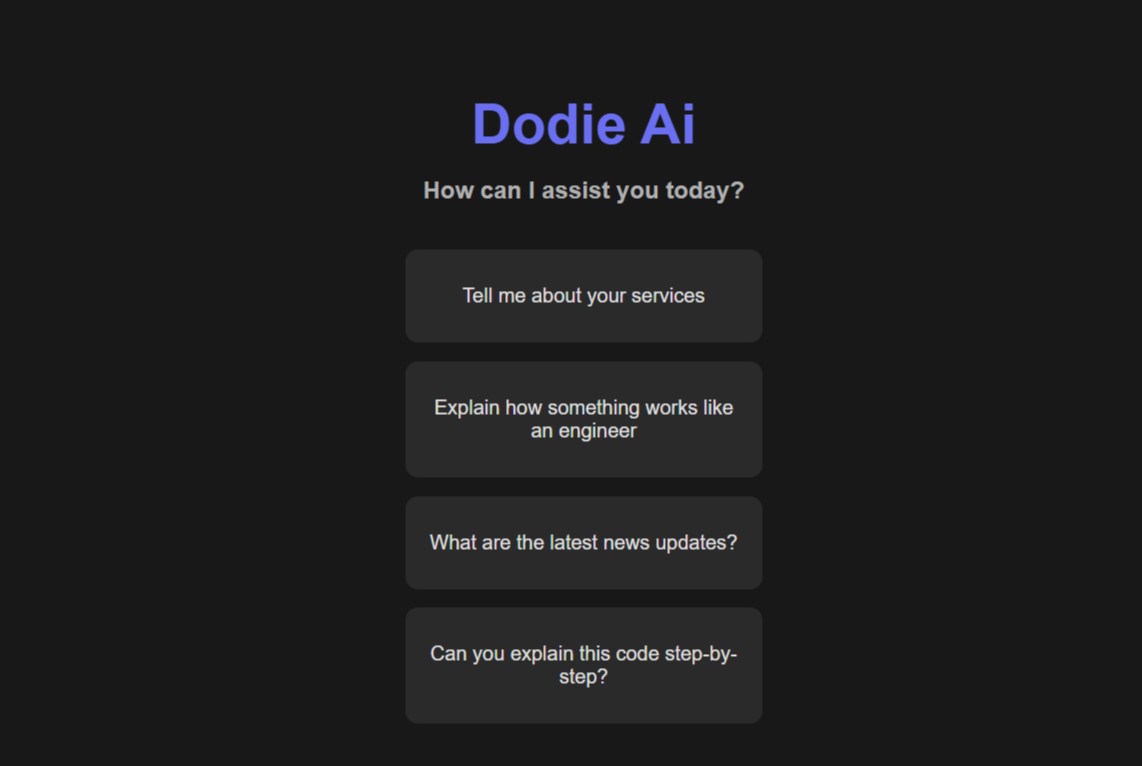 Dodie Ai
How can I assist you today?
Tell me about your services
Explain how something works like
an engineer
What are the latest news updates?
Can you explain this code step-by-
step?